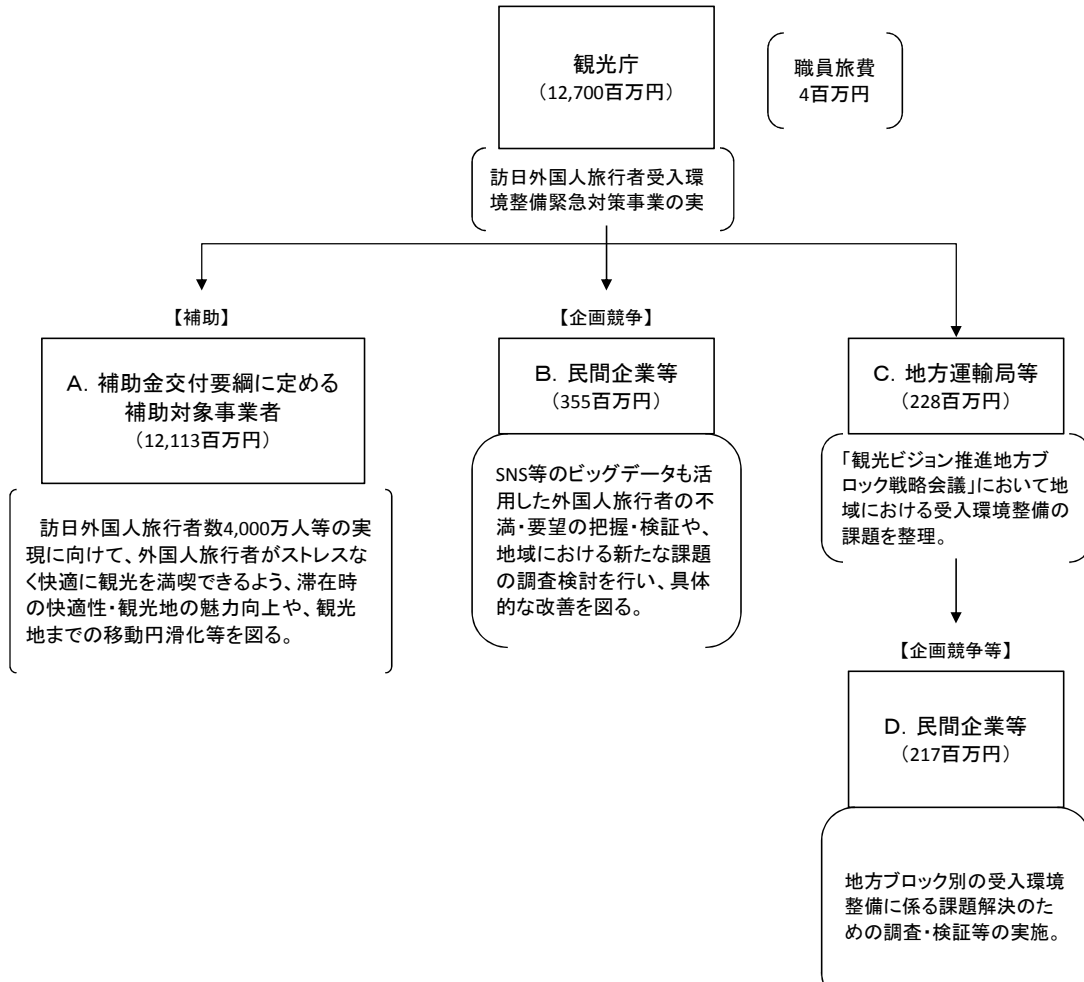 観光庁
（12,700百万円）
職員旅費
4百万円
訪日外国人旅行者受入環
境整備緊急対策事業の実
【補助】
【企画競争】
A．補助金交付要綱に定める
補助対象事業者
（12,113百万円）
B．民間企業等
（355百万円）
C．地方運輸局等
（228百万円）
訪日外国人旅行者数4,000万人等の実
現に向けて、外国人旅行者がストレスな
く快適に観光を満喫できるよう、滞在時
の快適性・観光地の魅力向上や、観光
地までの移動円滑化等を図る。
SNS等のビッグデータも活
用した外国人旅行者の不
満・要望の把握・検証や、
地域における新たな課題
の調査検討を行い、具体
的な改善を図る。
「観光ビジョン推進地方ブ
ロック戦略会議」において地
域における受入環境整備の
課題を整理。
【企画競争等】
D．民間企業等
（217百万円）
地方ブロック別の受入環境
整備に係る課題解決のた
めの調査・検証等の実施。